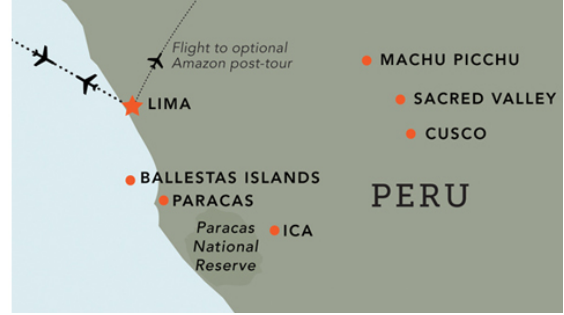 Flight to optional
Amazon post-tour
MACHU PICCHU
SACRED VALLEY
LIMA
CUSCO
BALLESTAS ISLANDS
PERU
PARACAS
Paracas
National
Reserve
ICA